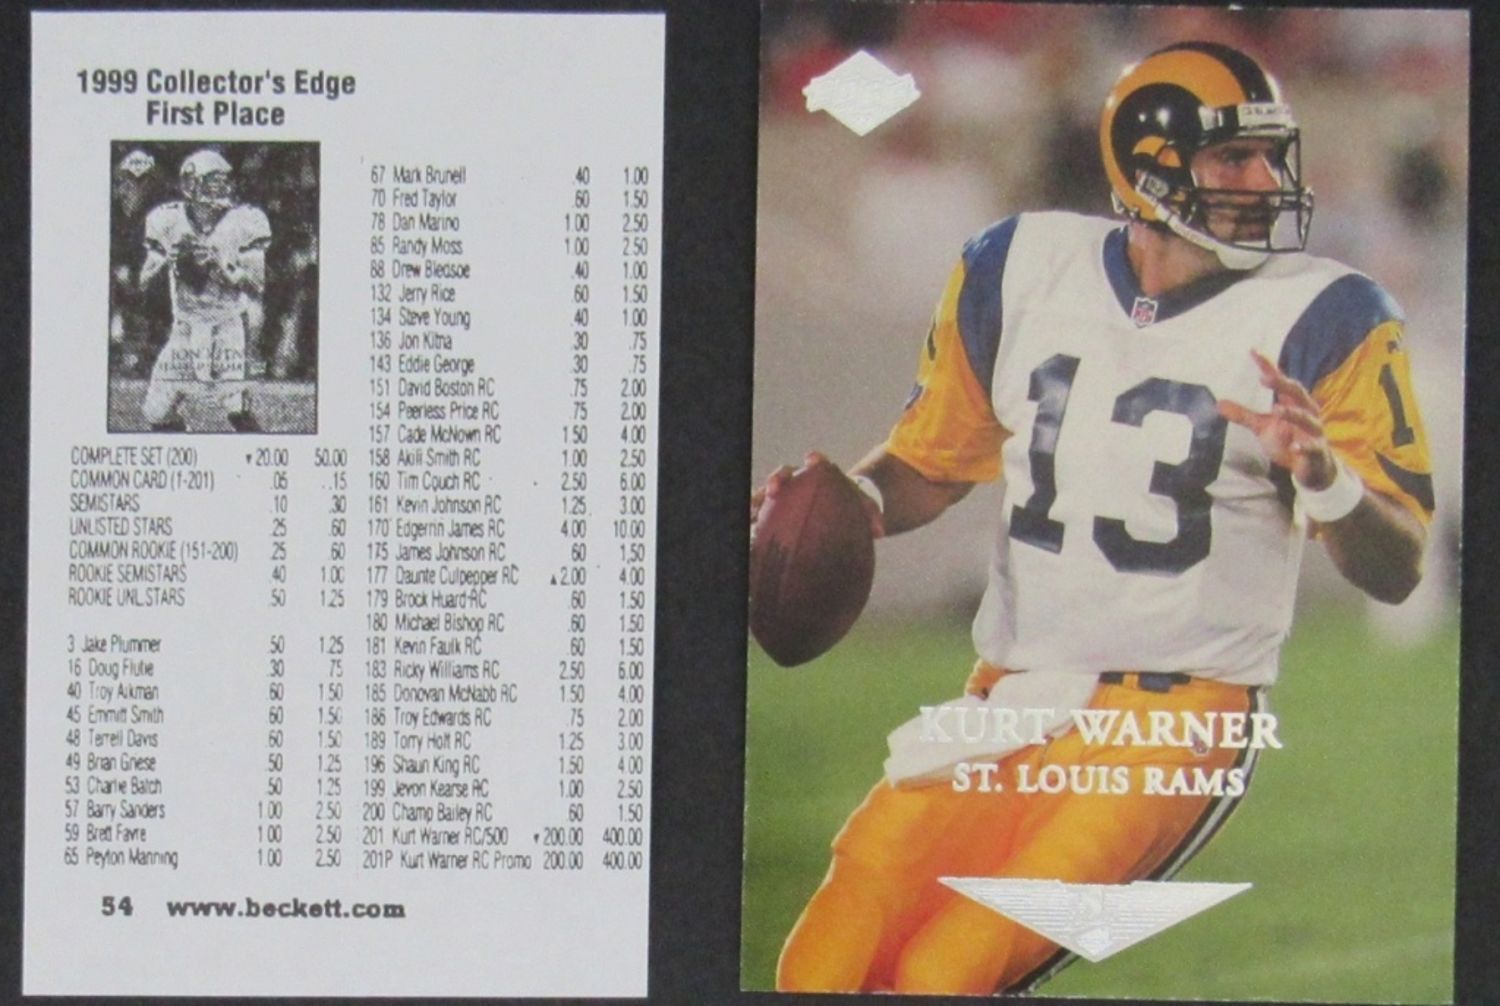 1999 Collector's Edge
First Place
COMPLETE SET (200) ▼20.00 50.00
COMMON CARD (1-201) .05 .15
SEMISTARS .10 .30
UNLISTED STARS .25 .60
COMMON ROOKIE (151-200) .25 .60
ROOKIE SEMISTARS .40 1.00
ROOKIE UNL.STARS .50 1.25
3 Jake Plummer .50 1.25
16 Doug Flutie .30 .75
40 Troy Aikman .60 1.50
45 Emmitt Smith .60 1.50
48 Terrell Davis .60 1.50
49 Brian Griese .50 1.25
53 Charlie Batch .50 1.25
57 Barry Sanders 1.00 2.50
59 Brett Favre 1.00 2.50
65 Peyton Manning 1.00 2.50
67 Mark Brunell .40 1.00
70 Fred Taylor .60 1.50
78 Dan Marino 1.00 2.50
85 Randy Moss 1.00 2.50
88 Drew Bledsoe .40 1.00
132 Jerry Rice .60 1.50
134 Steve Young .40 1.00
136 Jon Kitna .30 .75
143 Eddie George .30 .75
151 David Boston RC .75 2.00
154 Peerless Price RC .75 2.00
157 Cade McNown RC 1.50 4.00
158 Akili Smith RC 1.00 2.50
160 Tim Couch RC 2.50 6.00
161 Kevin Johnson RC 1.25 3.00
170 Edgerrin James RC 4.00 10.00
175 James Johnson RC .60 1.50
177 Daunte Culpepper RC ▲2.00 4.00
179 Brock Huard RC .60 1.50
180 Michael Bishop RC .60 1.50
181 Kevin Faulk RC .60 1.50
183 Ricky Williams RC 2.50 6.00
185 Donovan McNabb RC 1.50 4.00
186 Troy Edwards RC .75 2.00
189 Torry Holt RC 1.25 3.00
196 Shaun King RC 1.50 4.00
199 Jevon Kearse RC 1.00 2.50
200 Champ Bailey RC .60 1.50
201 Kurt Warner RC/500 ▼200.00 400.00
201P Kurt Warner RC Promo 200.00 400.00
54 www.beckett.com
13
KURT WARNER
ST. LOUIS RAMS